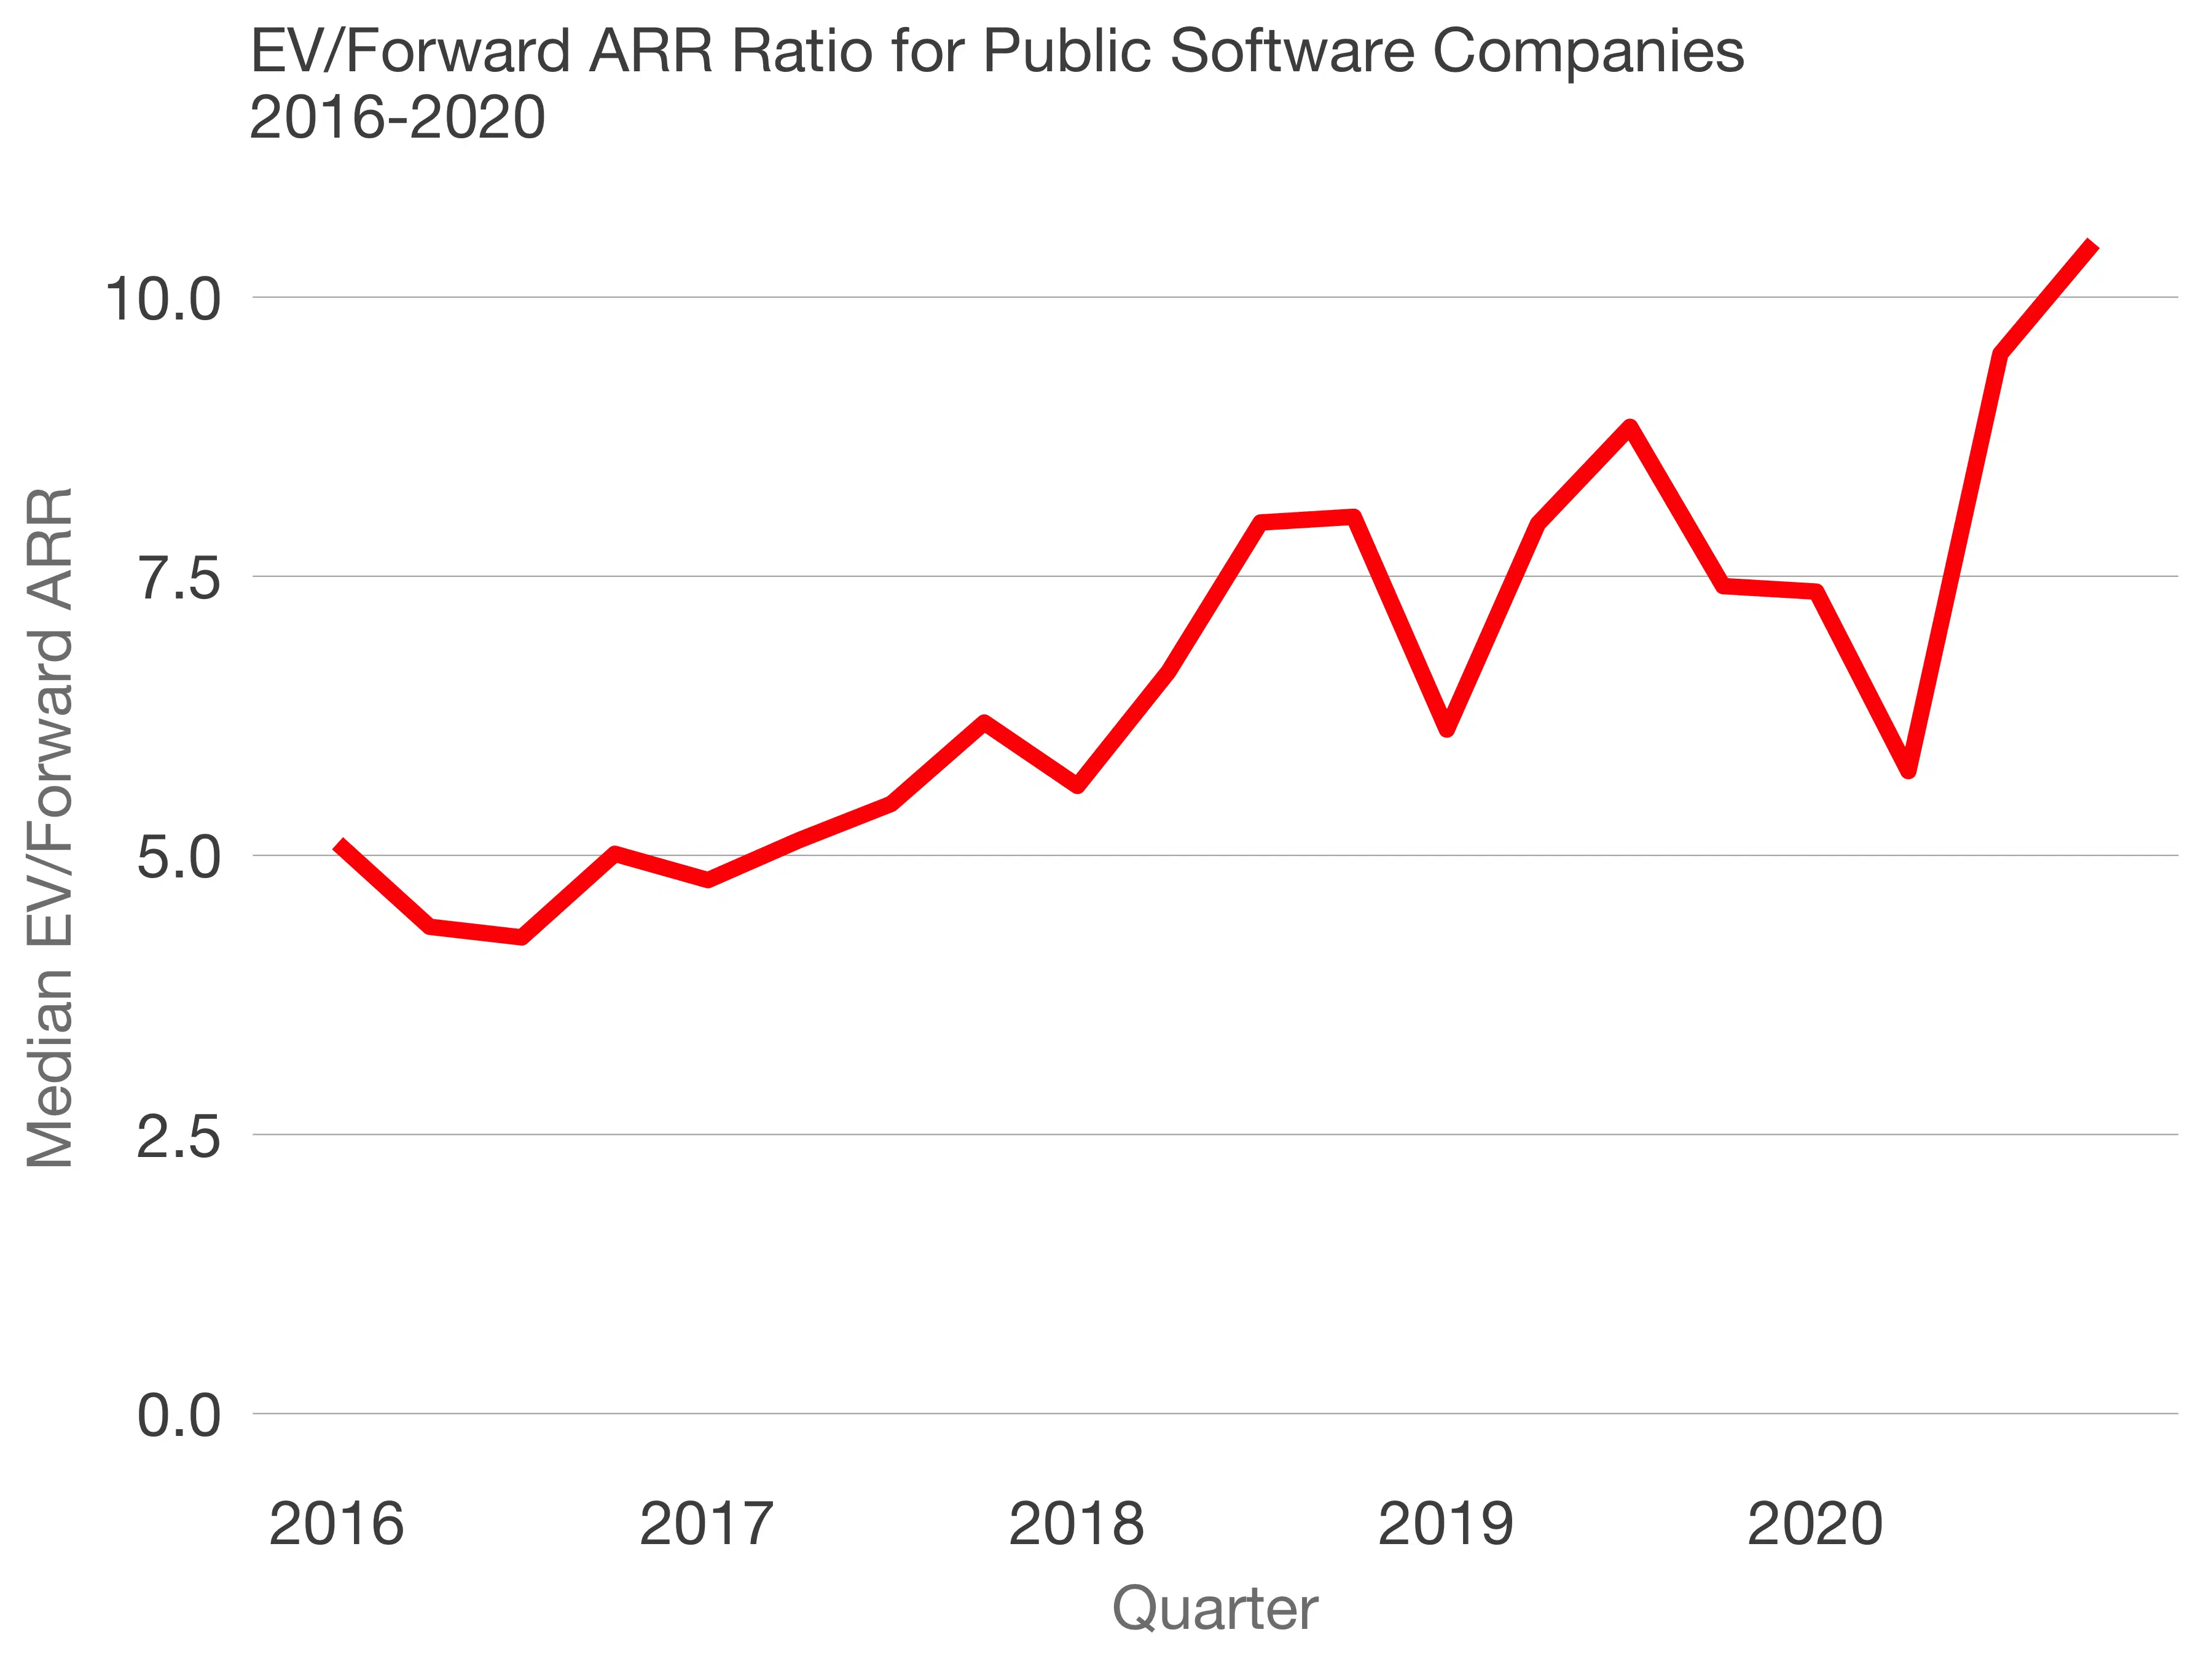 EV/Forward ARR Ratio for Public Software Companies
2016-2020
Median EV/Forward ARR
10.0
7.5
5.0
2.5
0.0
2016 2017 2018 2019 2020
Quarter